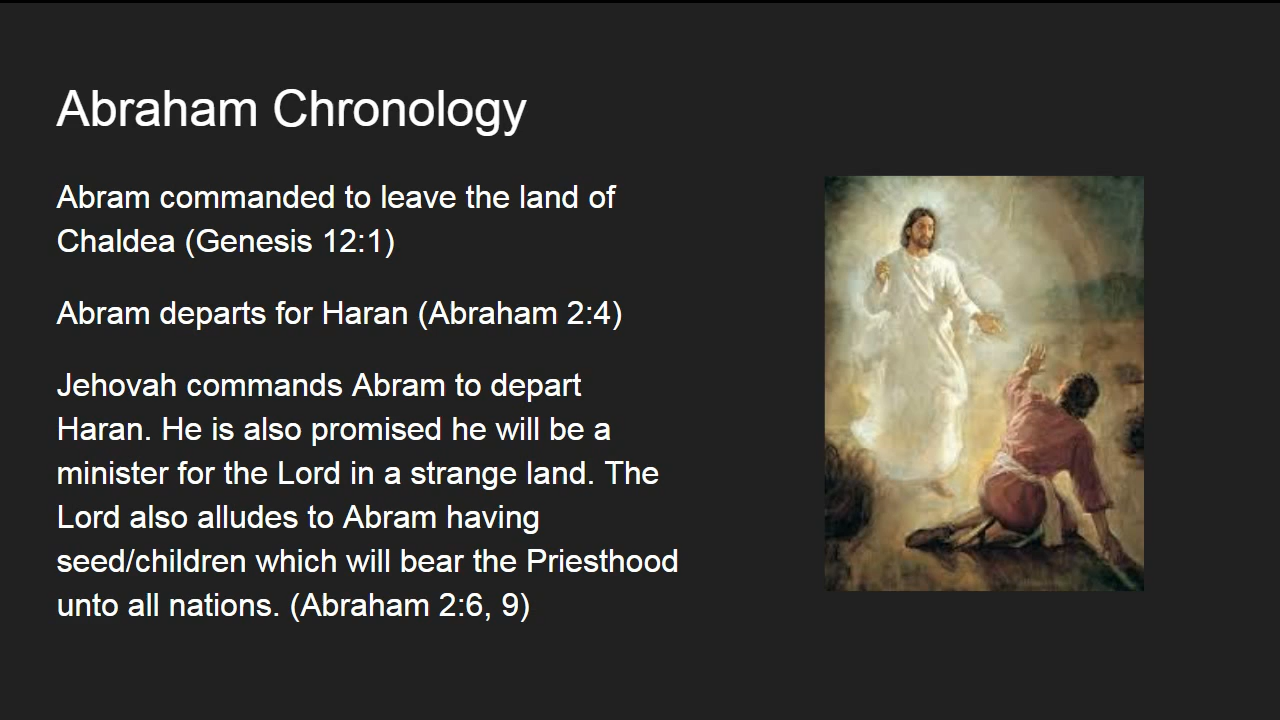 Abraham Chronology
Abram commanded to leave the land of
Chaldea (Genesis 12:1)
Abram departs for Haran (Abraham 2:4)
Jehovah commands Abram to depart
Haran. He is also promised he will be a
minister for the Lord in a strange land. The
Lord also alludes to Abram having
seed/children which will bear the Priesthood
unto all nations. (Abraham 2:6, 9)